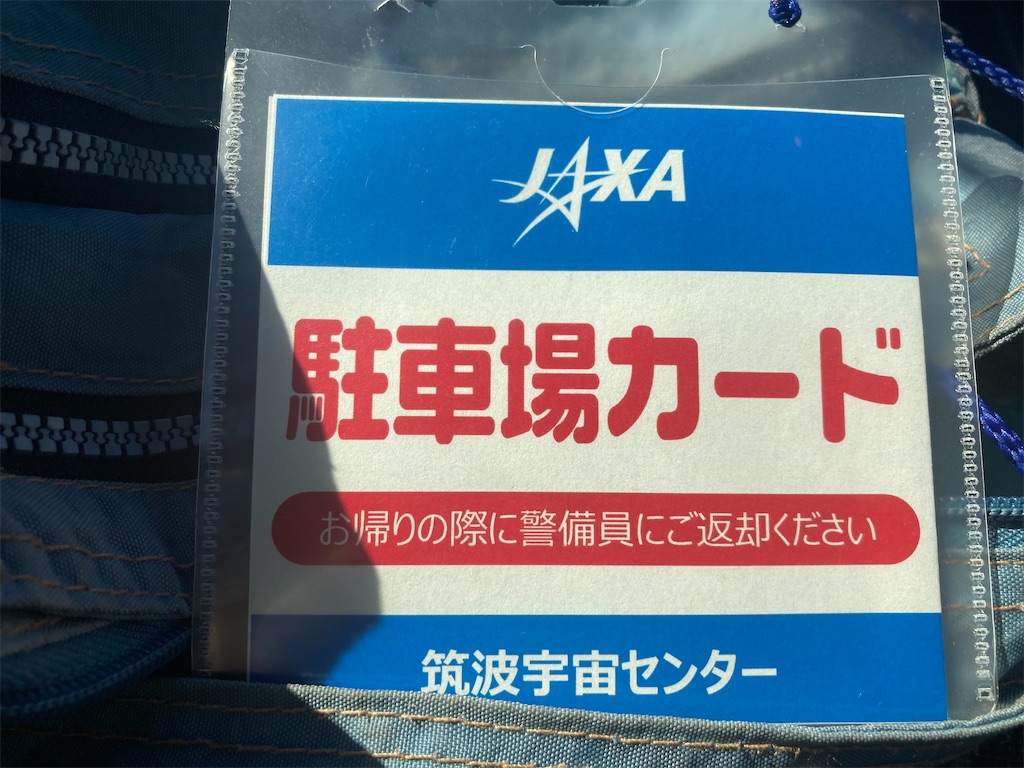 JAXA
駐車場カード
お帰りの際に警備員にご返却ください
筑波宇宙センター